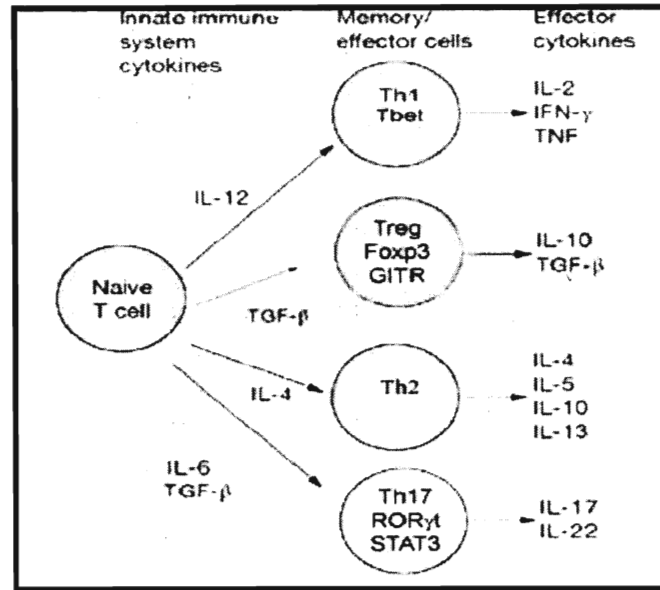 Innate immune
system
cytokines
Memory/
effector cells
Effector
cytokines
Th1
Tbet
IL-2
IFN-γ
TNF
IL-12
Treg
Foxp3
GITR
IL-10
TGF-β
Naive
T cell
TGF-β
Th2
IL-4
IL-4
IL-5
IL-10
IL-13
IL-6
TGF-β
Th17
RORγt
STAT3
IL-17
IL-22